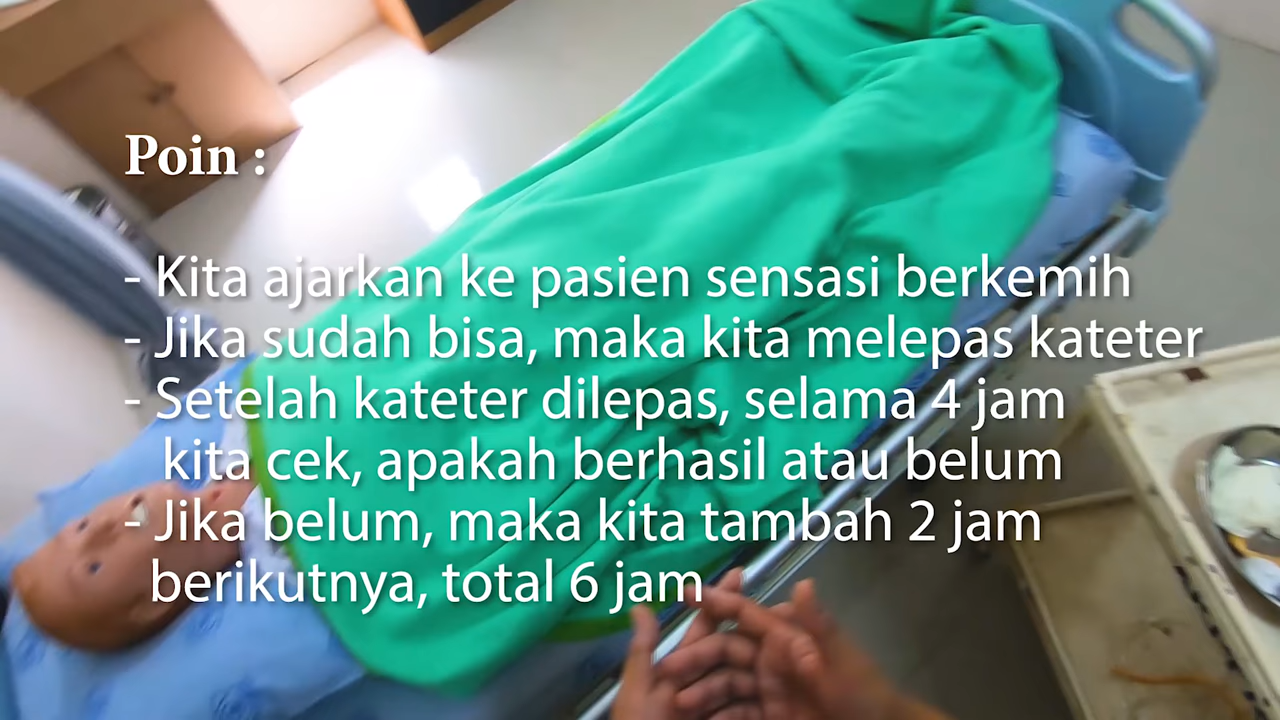 Poin :
- Kita ajarkan ke pasien sensasi berkemih
- Jika sudah bisa, maka kita melepas kateter
- Setelah kateter dilepas, selama 4 jam
kita cek, apakah berhasil atau belum
- Jika belum, maka kita tambah 2 jam
berikutnya, total 6 jam